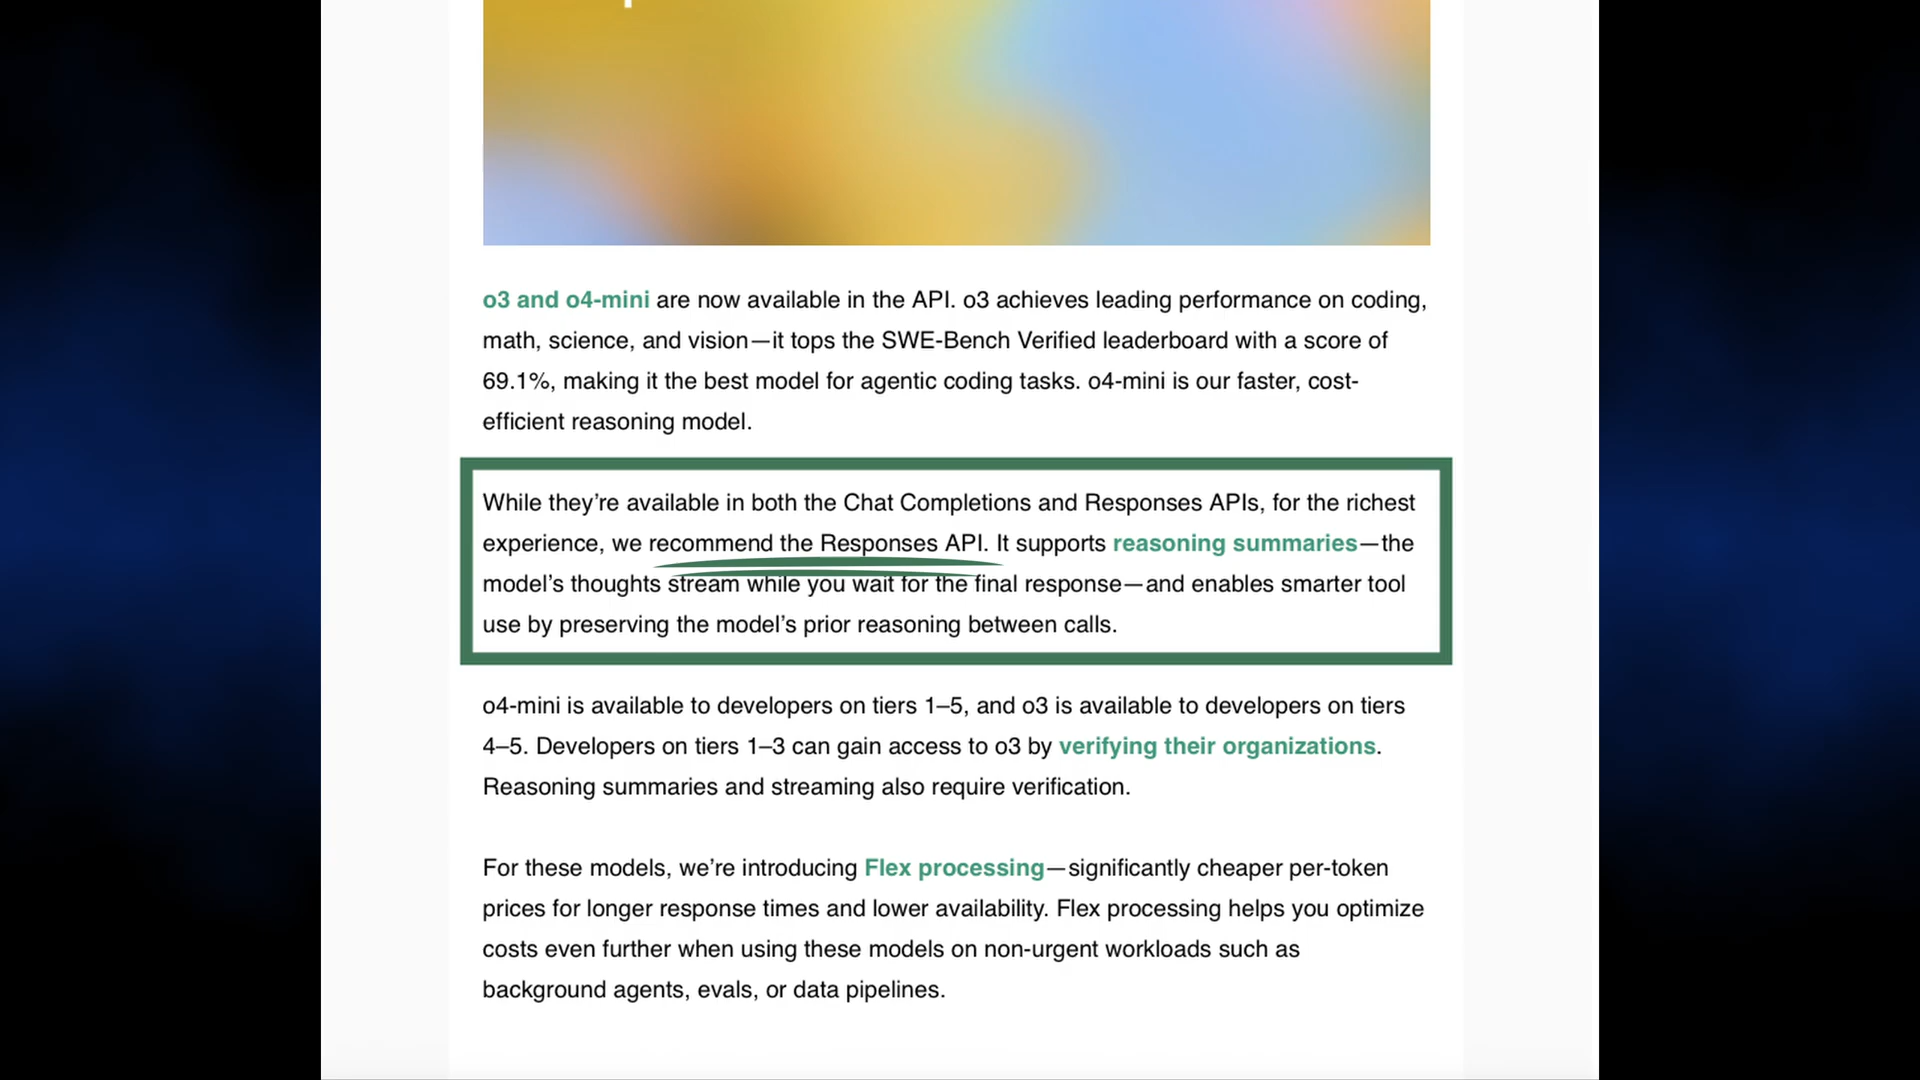 o3 and o4-mini are now available in the API. o3 achieves leading performance on coding,
math, science, and vision—it tops the SWE-Bench Verified leaderboard with a score of
69.1%, making it the best model for agentic coding tasks. o4-mini is our faster, cost-
efficient reasoning model.
While they’re available in both the Chat Completions and Responses APIs, for the richest
experience, we recommend the Responses API. It supports reasoning summaries—the
model’s thoughts stream while you wait for the final response—and enables smarter tool
use by preserving the model’s prior reasoning between calls.
o4-mini is available to developers on tiers 1–5, and o3 is available to developers on tiers
4–5. Developers on tiers 1–3 can gain access to o3 by verifying their organizations.
Reasoning summaries and streaming also require verification.
For these models, we’re introducing Flex processing—significantly cheaper per-token
prices for longer response times and lower availability. Flex processing helps you optimize
costs even further when using these models on non-urgent workloads such as
background agents, evals, or data pipelines.